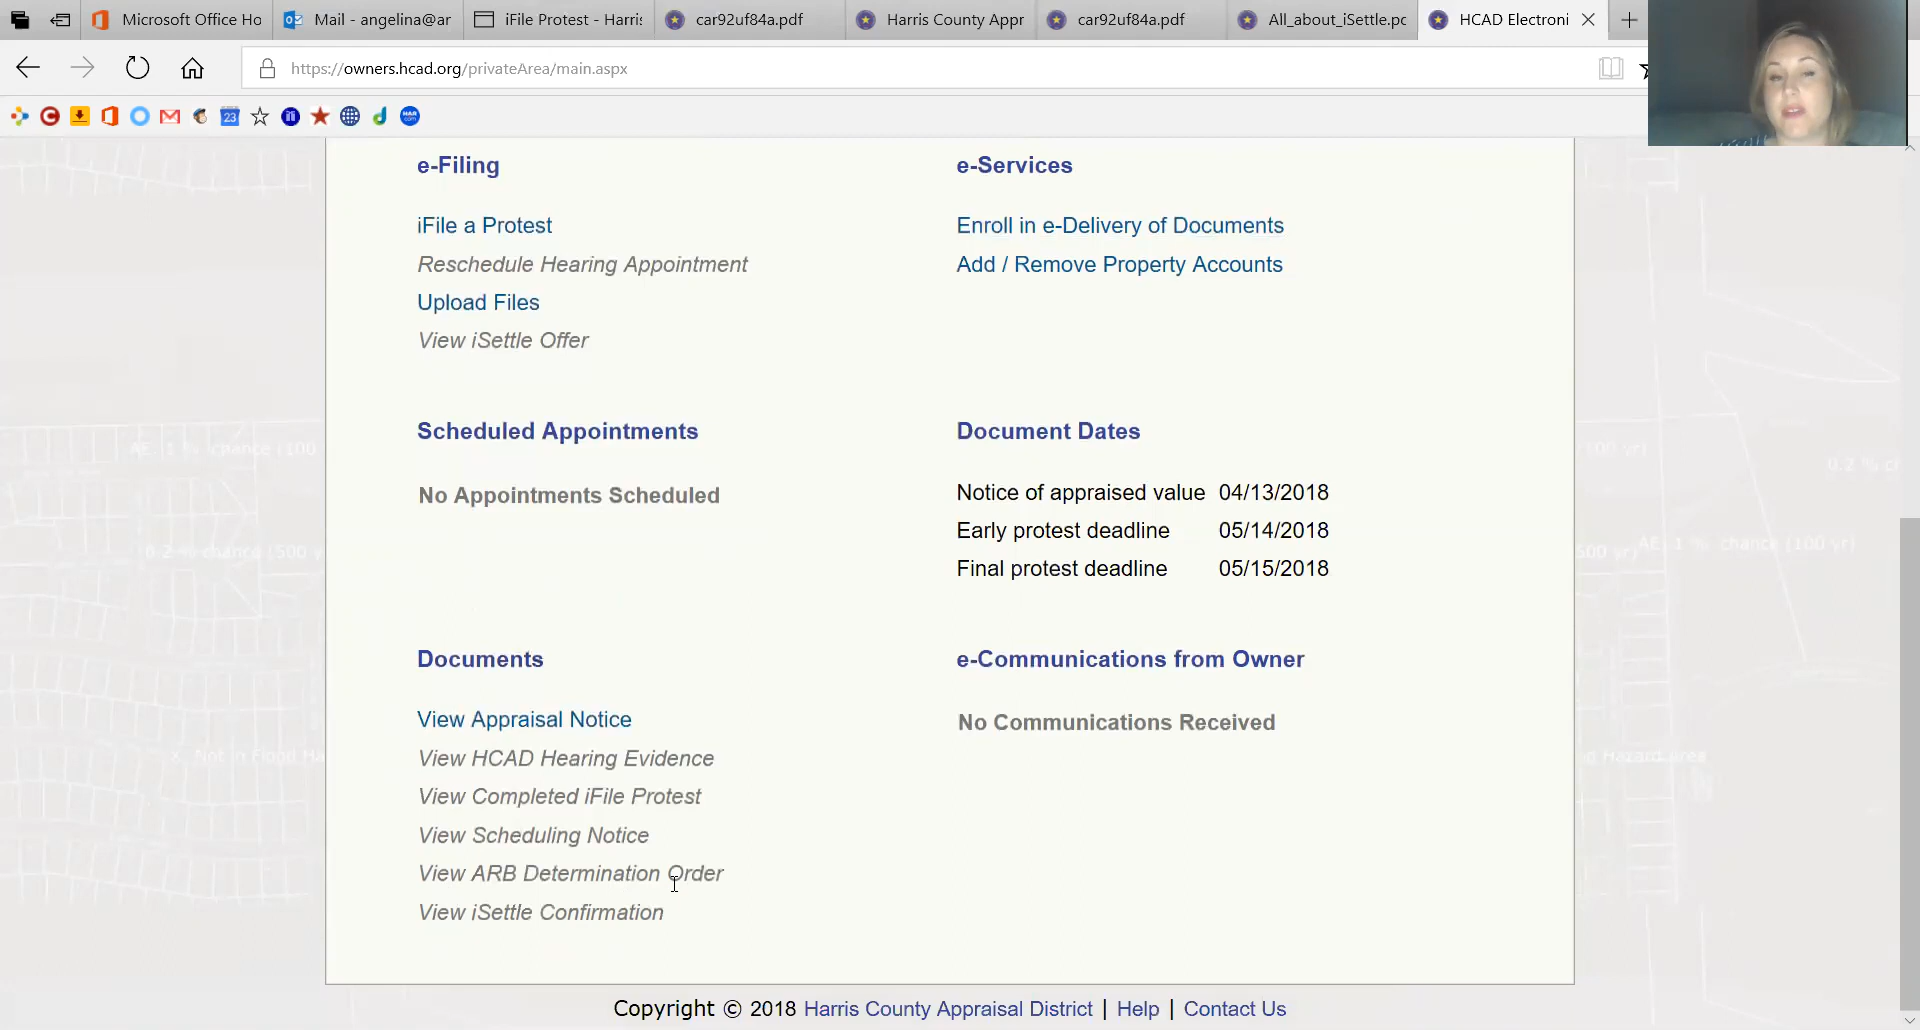 Microsoft Office Ho
Mail - angelina@ar
iFile Protest - Harris
car92uf84a.pdf
Harris County Appr
car92uf84a.pdf
All_about_iSettle.pc
HCAD Electroni
https://owners.hcad.org/privateArea/main.aspx
23
e-Filing
e-Services
iFile a Protest
Enroll in e-Delivery of Documents
Reschedule Hearing Appointment
Add / Remove Property Accounts
Upload Files
View iSettle Offer
Scheduled Appointments
Document Dates
No Appointments Scheduled
Notice of appraised value 04/13/2018
Early protest deadline 05/14/2018
Final protest deadline 05/15/2018
Documents
e-Communications from Owner
View Appraisal Notice
No Communications Received
View HCAD Hearing Evidence
View Completed iFile Protest
View Scheduling Notice
View ARB Determination Order
View iSettle Confirmation
Copyright © 2018 Harris County Appraisal District | Help | Contact Us